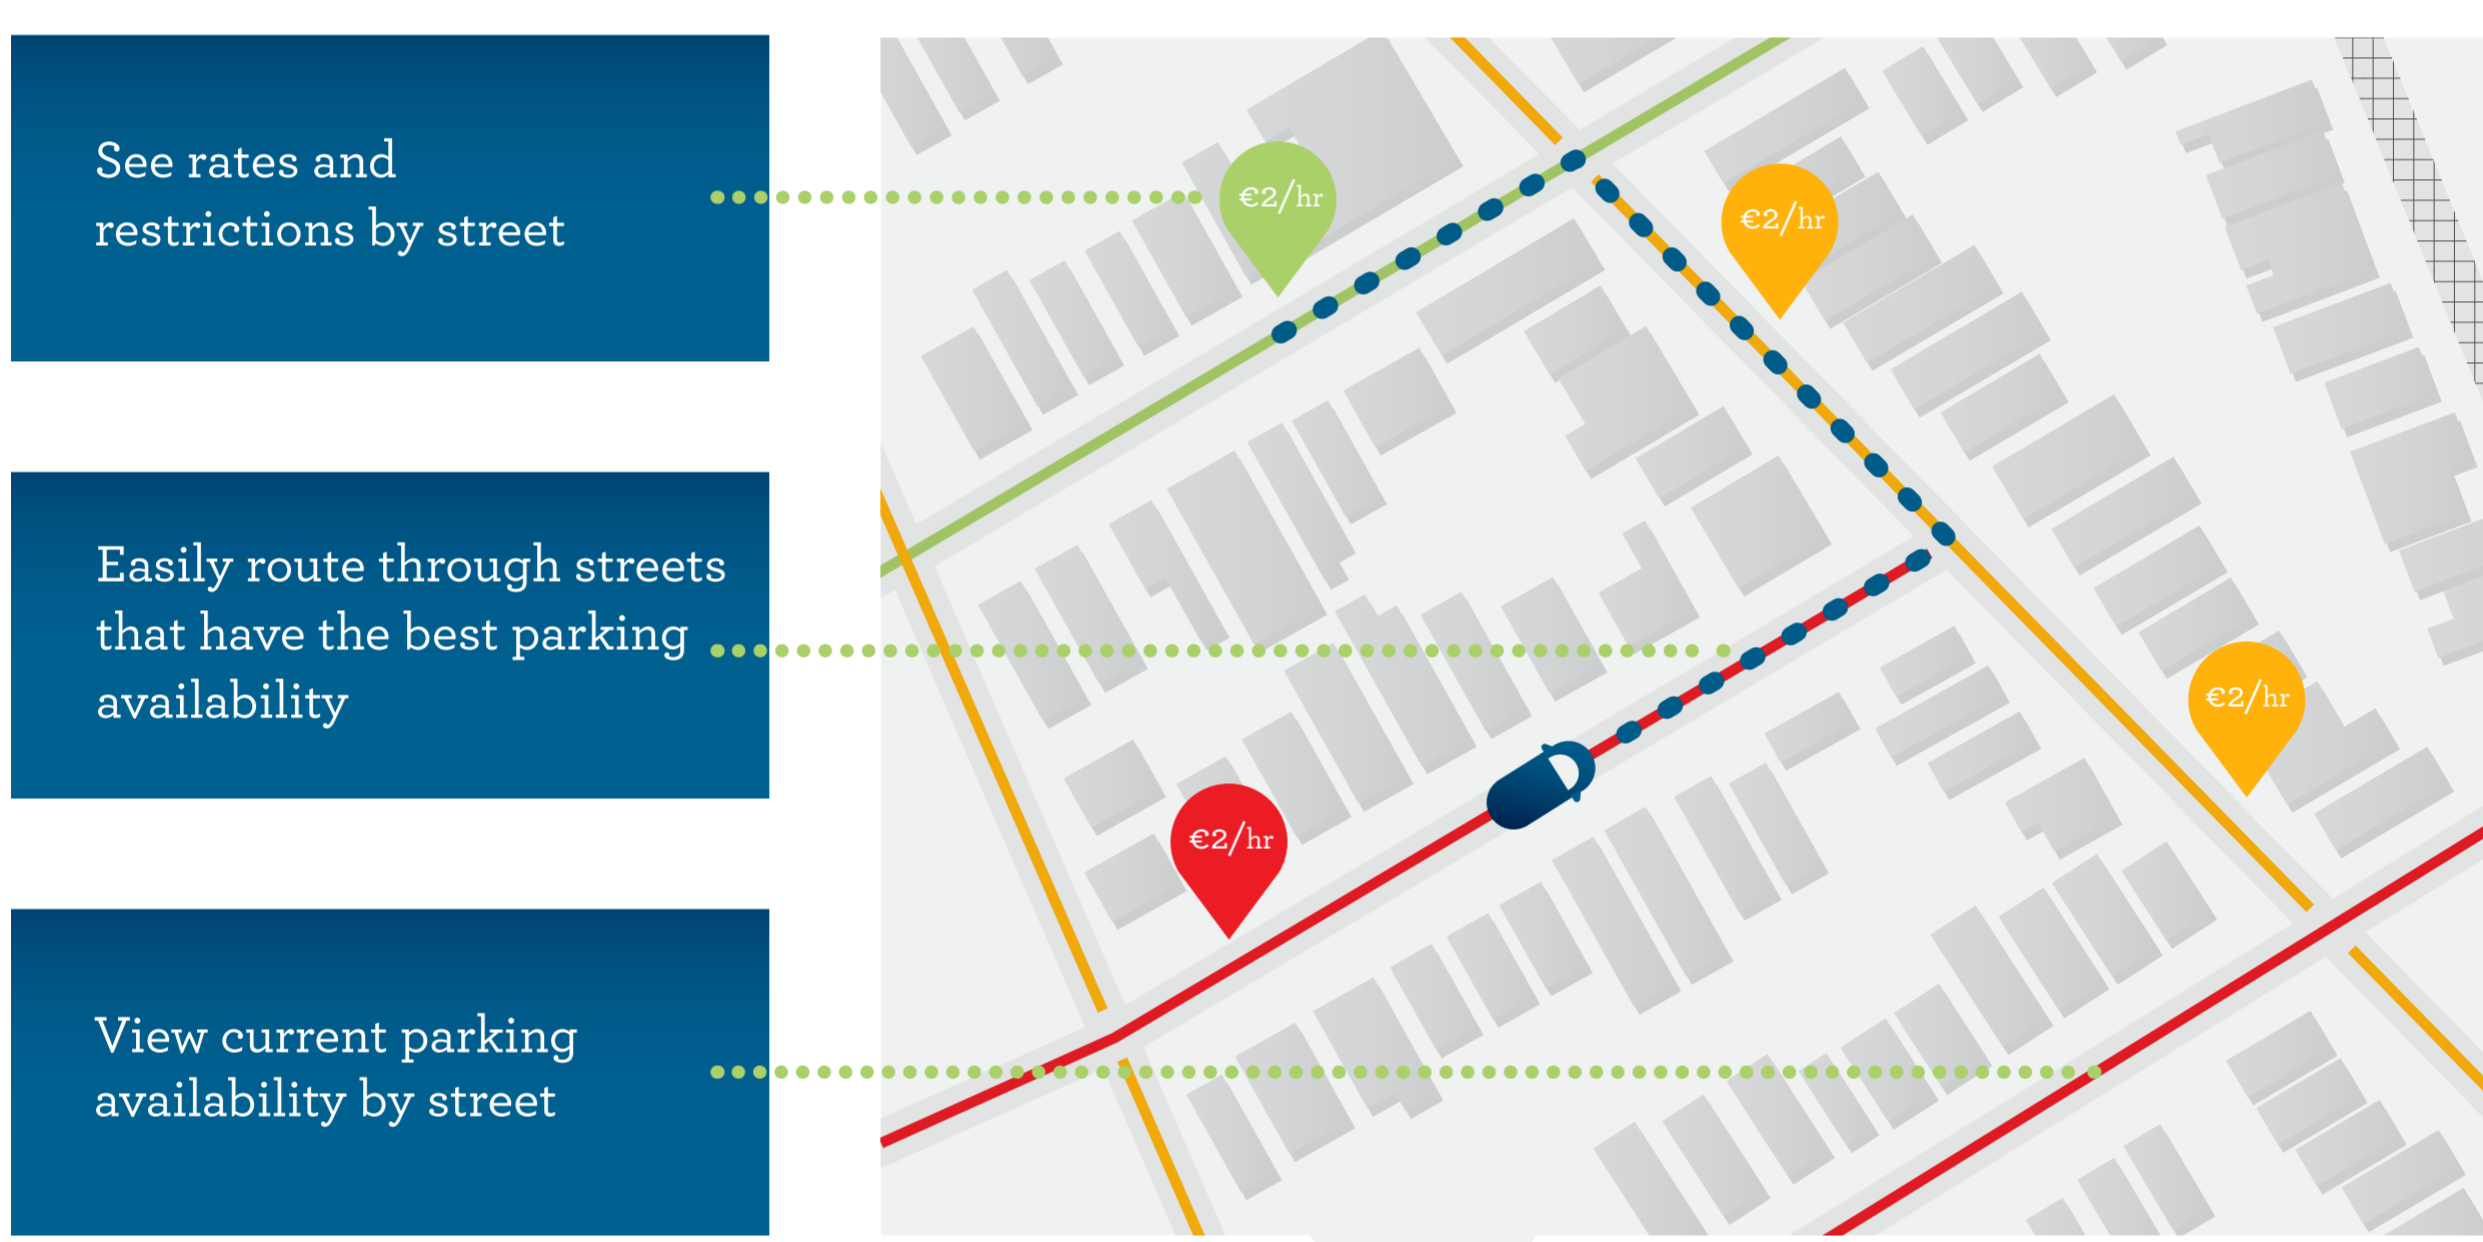 See rates and
restrictions by street
€2/hr
€2/hr
Easily route through streets
that have the best parking
availability
€2/hr
€2/hr
View current parking
availability by street